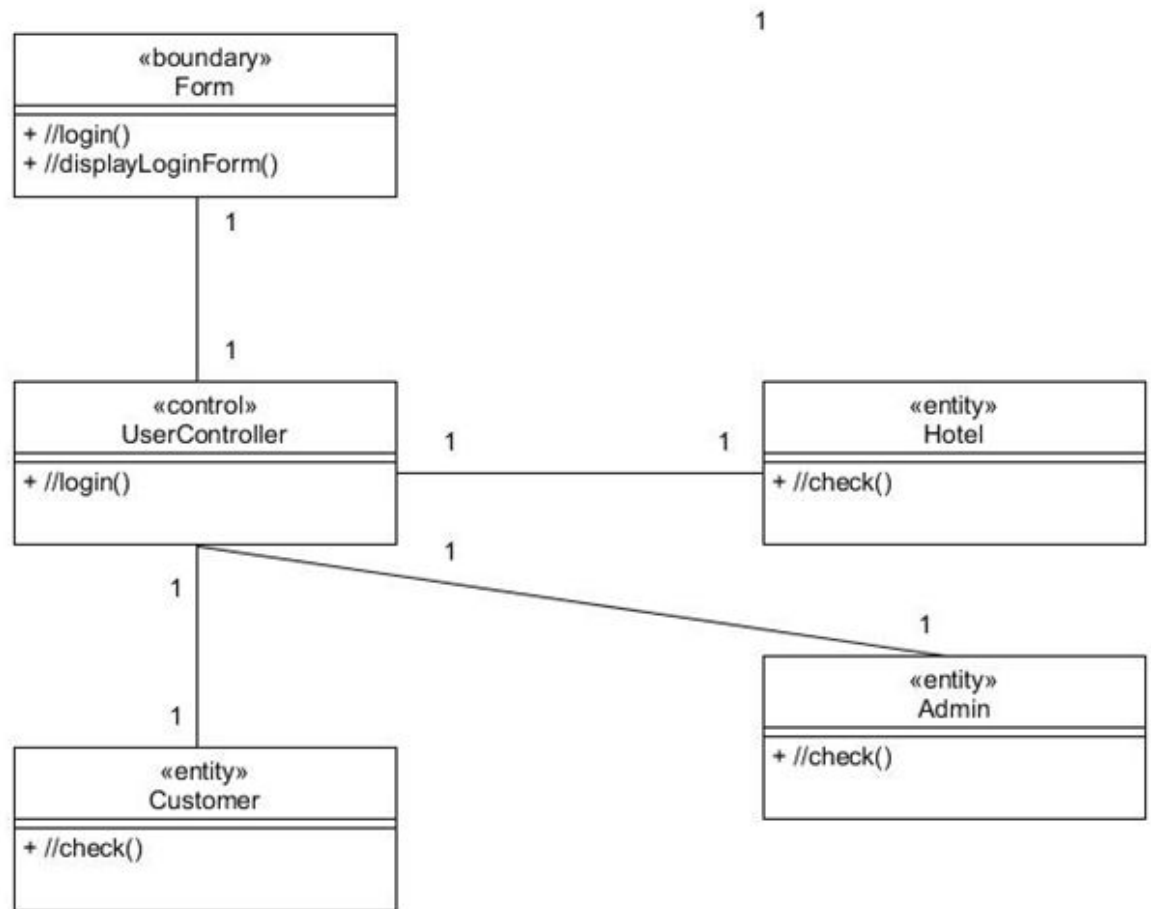 1
«boundary»
Form
+ //login()
+ //displayLoginForm()
1
1
«control»
UserController
+ //login()
1
1
«entity»
Hotel
+ //check()
1
1
1
«entity»
Admin
+ //check()
1
«entity»
Customer
+ //check()